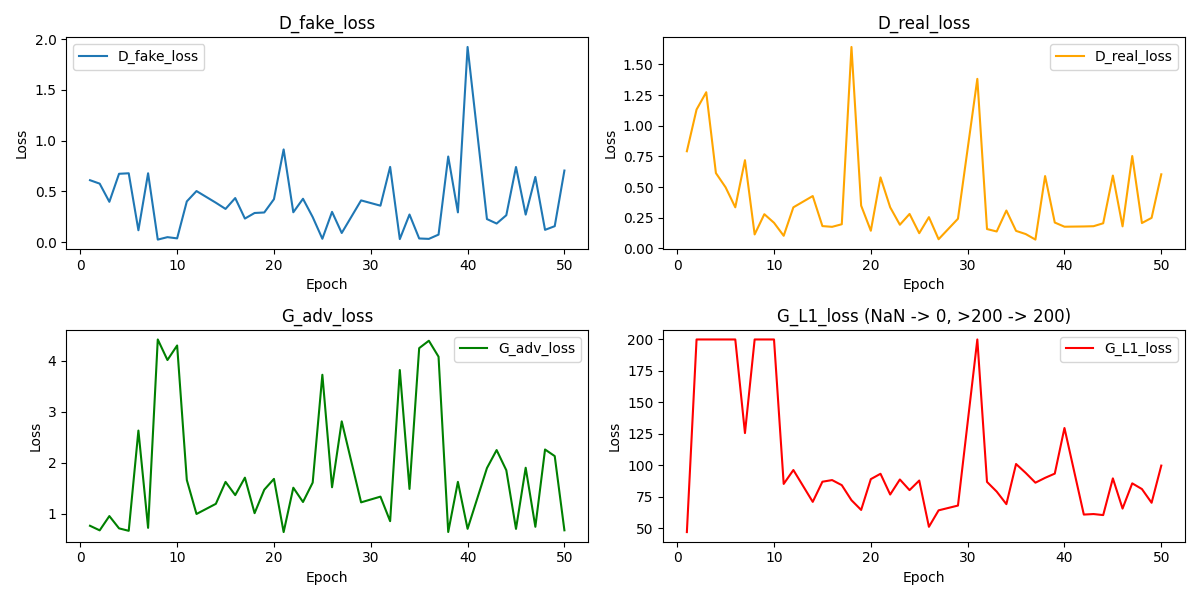 D_fake_loss
D_fake_loss
2.0
1.5
1.0
0.5
0.0
Loss
0 10 20 30 40 50
Epoch
D_real_loss
D_real_loss
1.50
1.25
1.00
0.75
0.50
0.25
0.00
Loss
0 10 20 30 40 50
Epoch
G_adv_loss
G_adv_loss
4
3
2
1
Loss
0 10 20 30 40 50
Epoch
G_L1_loss (NaN -> 0, >200 -> 200)
G_L1_loss
200
175
150
125
100
75
50
Loss
0 10 20 30 40 50
Epoch